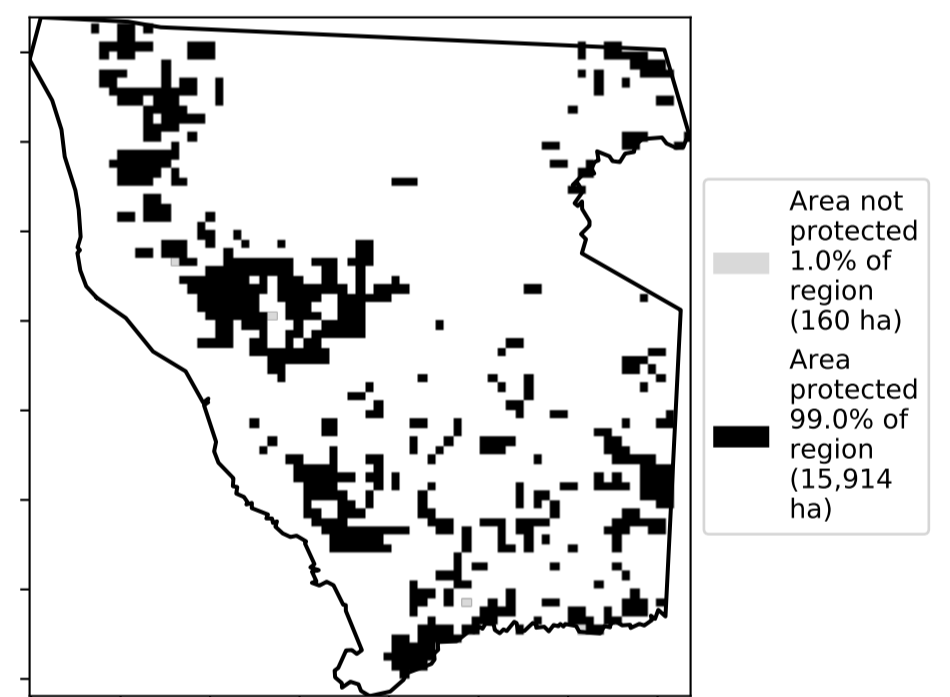 Area not
protected
1.0% of
region
(160 ha)
Area
protected
99.0% of
region
(15,914
ha)